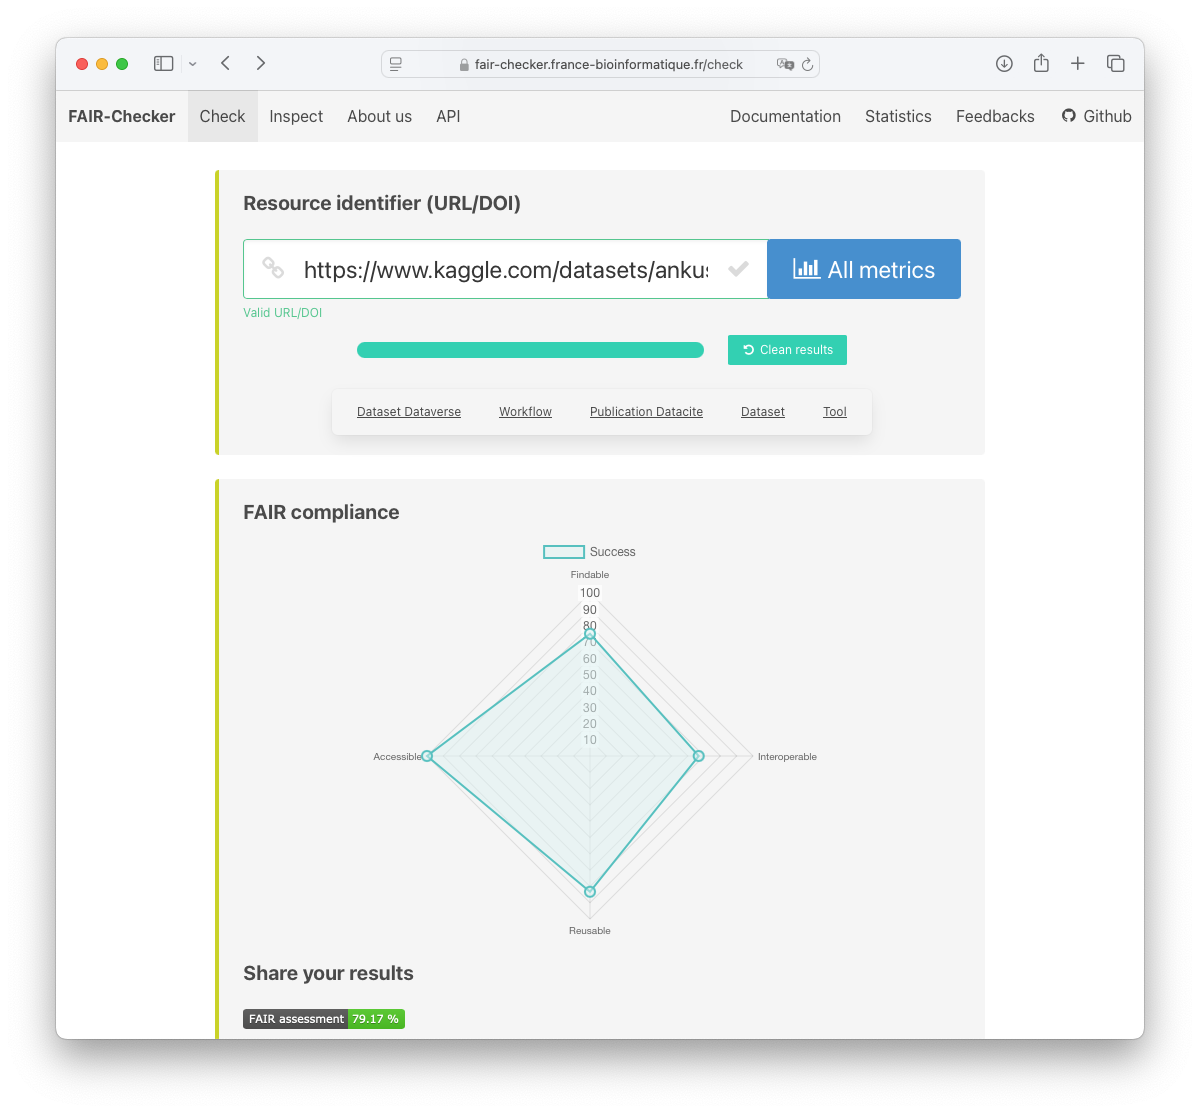 fair-checker.france-bioinformatique.fr/check
FAIR-Checker Check Inspect About us API Documentation Statistics Feedbacks Github
Resource identifier (URL/DOI)
https://www.kaggle.com/datasets/ankus
All metrics
Valid URL/DOI
Clean results
Dataset Dataverse Workflow Publication Datacite Dataset Tool
FAIR compliance
Success
Findable
100
90
80
70
60
50
40
30
20
10
Accessible
Interoperable
Reusable
Share your results
FAIR assessment 79.17 %